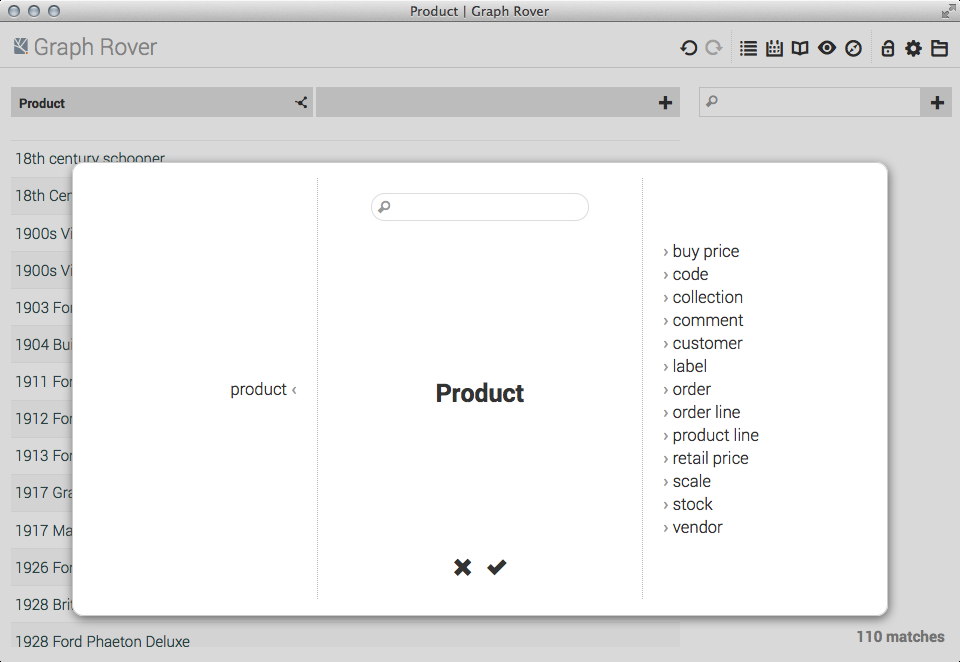 Product | Graph Rover
Graph Rover
Product
18th century schooner
18th Cen
1900s Vi
1900s Vi
1903 For
1904 Bui
1911 For
1912 For
1913 For
1917 Gra
1917 Ma
1926 For
1928 Brit
1928 Ford Phaeton Deluxe
product ‹
Product
› buy price
› code
› collection
› comment
› customer
› label
› order
› order line
› product line
› retail price
› scale
› stock
› vendor
110 matches